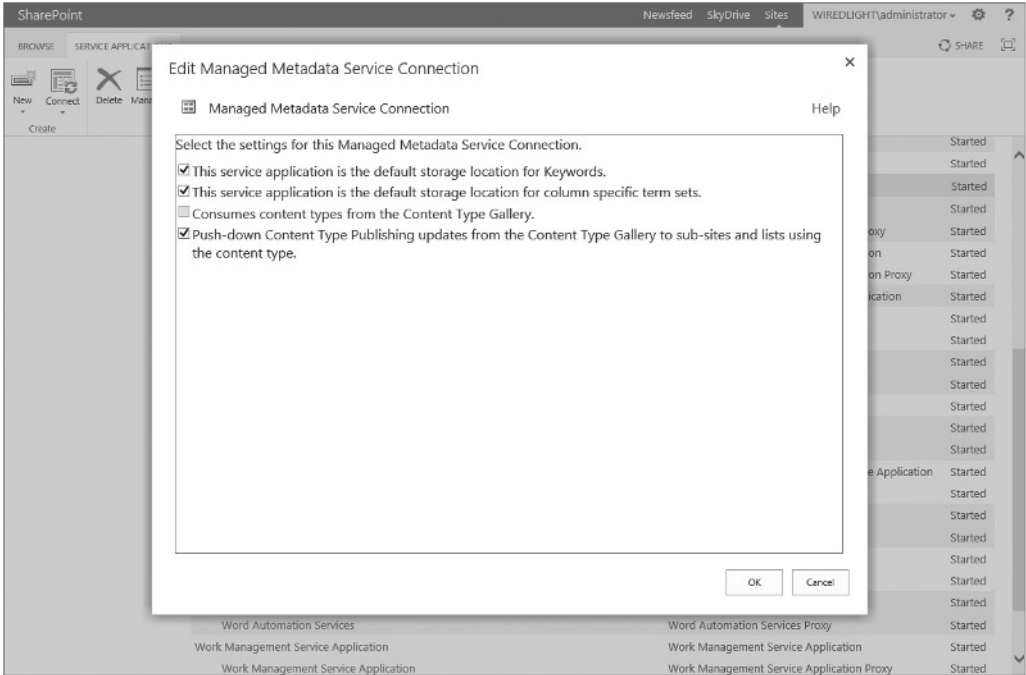 SharePoint
Newsfeed SkyDrive Sites WIREDLIGHT\administrator ?
BROWSE SERVICE APPLICAT
SHARE
New Connect Delete Mana
Create
Edit Managed Metadata Service Connection
Managed Metadata Service Connection Help
Select the settings for this Managed Metadata Service Connection.
This service application is the default storage location for Keywords.
This service application is the default storage location for column specific term sets.
Consumes content types from the Content Type Gallery.
Push-down Content Type Publishing updates from the Content Type Gallery to sub-sites and lists using
the content type.
OK Cancel
Started
Started
Started
Started
oxy Started
on Started
on Proxy Started
ication Started
Started
Started
Started
Started
Started
Started
Started
e Application Started
Started
Started
Started
Started
Started
Started
Word Automation Services Word Automation Services Proxy Started
Work Management Service Application Work Management Service Application Started
Work Management Service Application Work Management Service Application Proxy Started